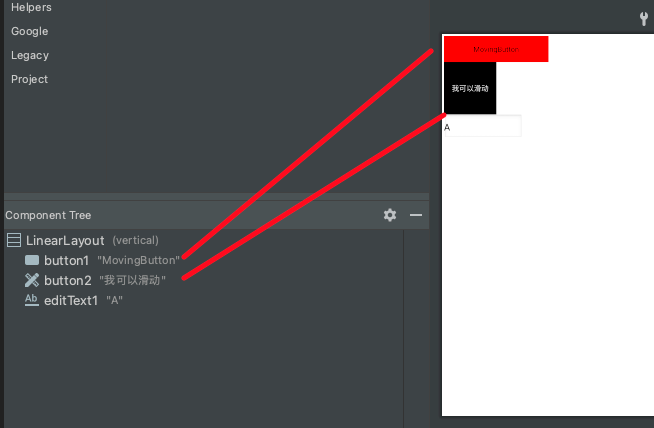 Helpers
Google
Legacy
Project
MovingButton
我可以滑动
A
Component Tree
LinearLayout (vertical)
button1 "MovingButton"
button2 "我可以滑动"
Ab editText1 "A"